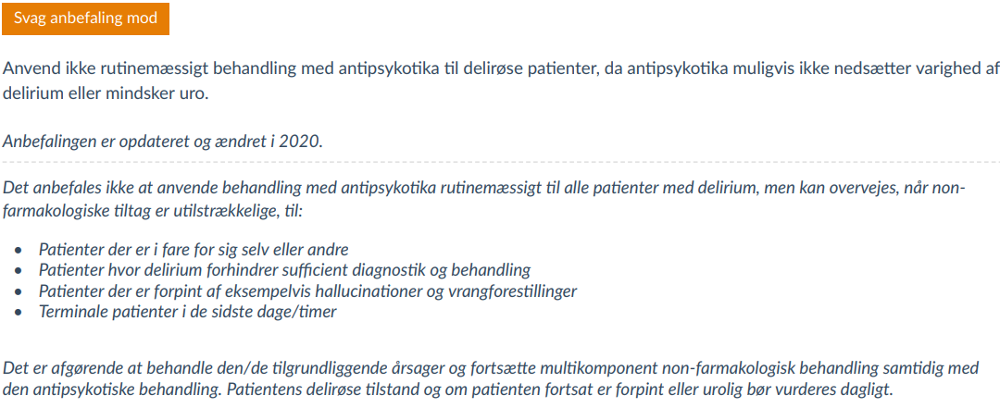 Svag anbefaling mod
Anvend ikke rutinemæssigt behandling med antipsykotika til delirøse patienter, da antipsykotika muligvis ikke nedsætter varighed af
delirium eller mindsker uro.
Anbefalingen er opdateret og ændret i 2020.
Det anbefales ikke at anvende behandling med antipsykotika rutinemæssigt til alle patienter med delirium, men kan overvejes, når non-
farmakologiske tiltag er utilstrækkelige, til:
• Patienter der er i fare for sig selv eller andre
• Patienter hvor delirium forhindrer sufficient diagnostik og behandling
• Patienter der er forpint af eksempelvis hallucinationer og vrangforestillinger
• Terminale patienter i de sidste dage/timer
Det er afgørende at behandle den/de tilgrundliggende årsager og fortsætte multikomponent non-farmakologisk behandling samtidig med
den antipsykotiske behandling. Patientens delirøse tilstand og om patienten fortsat er forpint eller urolig bør vurderes dagligt.